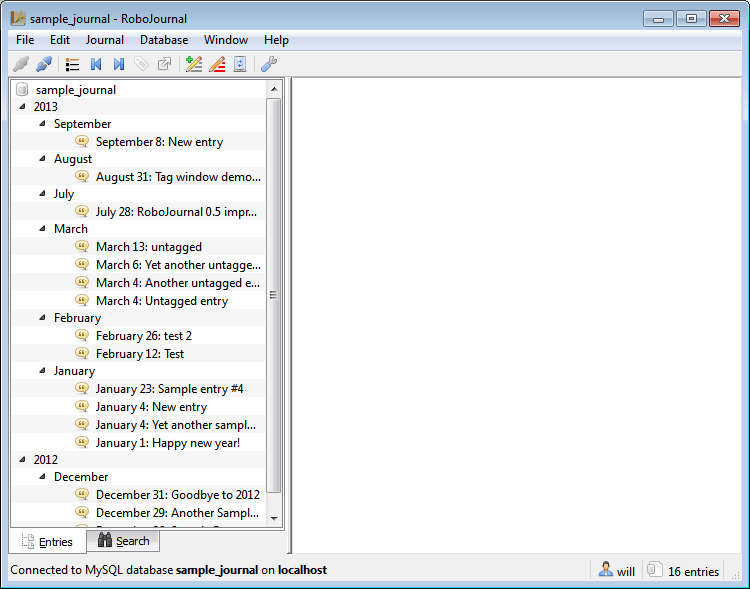 sample_journal - RoboJournal
File Edit Journal Database Window Help
sample_journal
2013
September
September 8: New entry
August
August 31: Tag window demo...
July
July 28: RoboJournal 0.5 impr...
March
March 13: untagged
March 6: Yet another untagge...
March 4: Another untagged e...
March 4: Untagged entry
February
February 26: test 2
February 12: Test
January
January 23: Sample entry #4
January 4: New entry
January 4: Yet another sampl...
January 1: Happy new year!
2012
December
December 31: Goodbye to 2012
December 29: Another Sampl...
Entries Search
Connected to MySQL database sample_journal on localhost will 16 entries